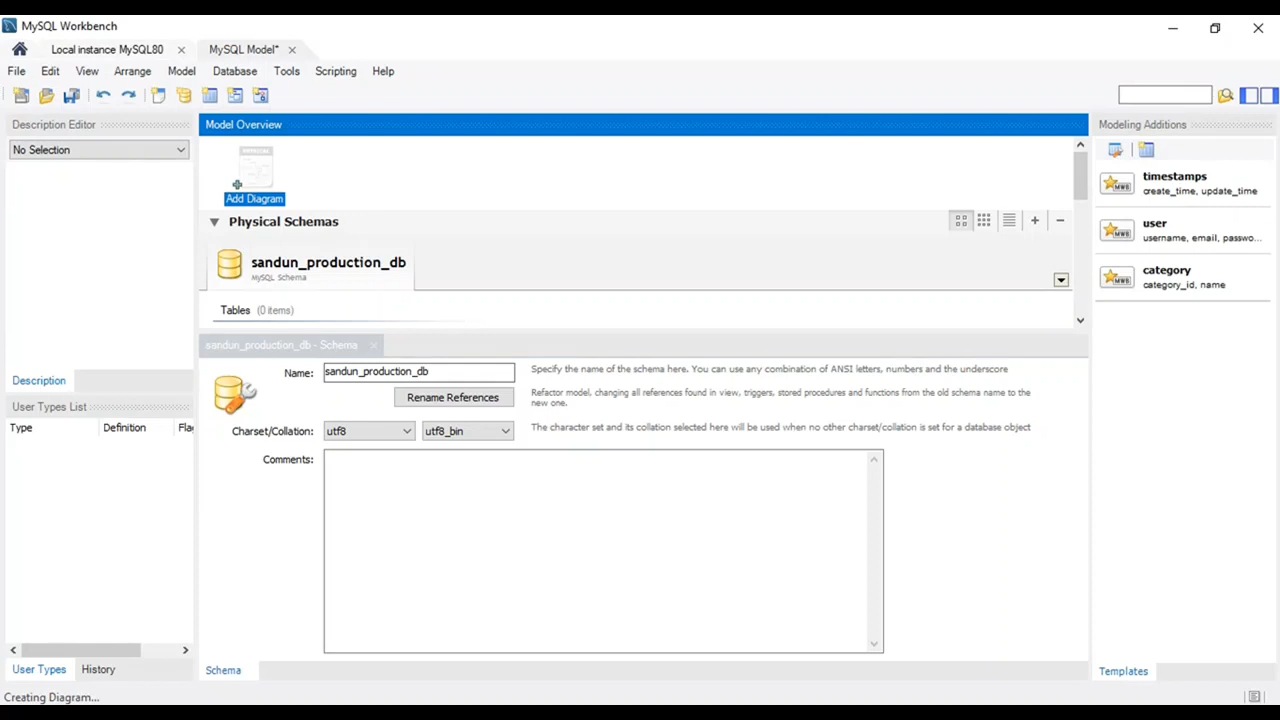 MySQL Workbench
Local instance MySQL80
MySQL Model*
File Edit View Arrange Model Database Tools Scripting Help
Description Editor
Model Overview
Modeling Additions
No Selection
Add Diagram
timestamps
create_time, update_time
Physical Schemas
user
username, email, passwo...
sandun_production_db
MySQL Schema
category
category_id, name
Tables (0 items)
sandun_production_db - Schema
Name: sandun_production_db
Specify the name of the schema here. You can use any combination of ANSI letters, numbers and the underscore
Rename References
Refactor model, changing all references found in view, triggers, stored procedures and functions from the old schema name to the
new one.
Description
User Types List
Type Definition Flag
Charset/Collation: utf8 utf8_bin
The character set and its collation selected here will be used when no other charset/collation is set for a database object
Comments:
User Types History
Schema
Templates
Creating Diagram...